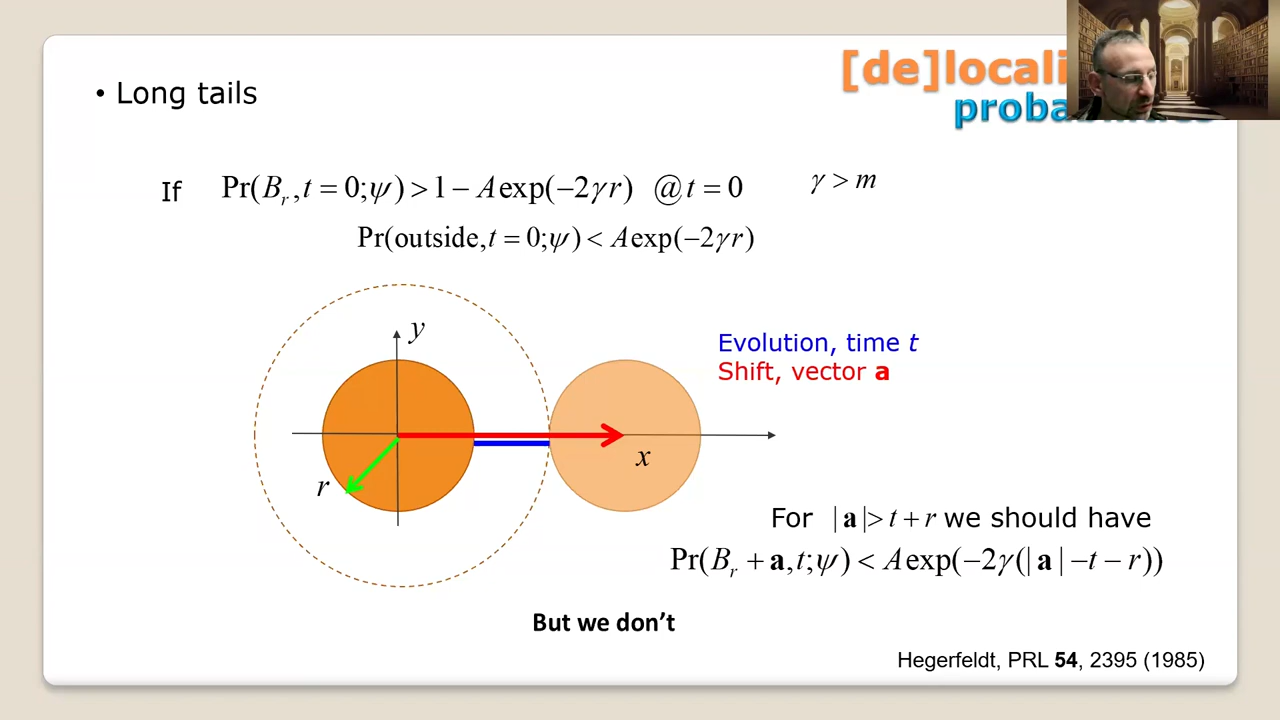 • Long tails
[de]locali
If Pr(B_r, t = 0;ψ) > 1 − A exp(−2γr) @ t = 0 γ > m
Pr(outside, t = 0;ψ) < A exp(−2γr)
y
Evolution, time t
Shift, vector a
x
r
For |a|> t + r we should have
Pr(B_r + a, t;ψ) < A exp(−2γ(|a| −t − r))
But we don’t
Hegerfeldt, PRL 54, 2395 (1985)